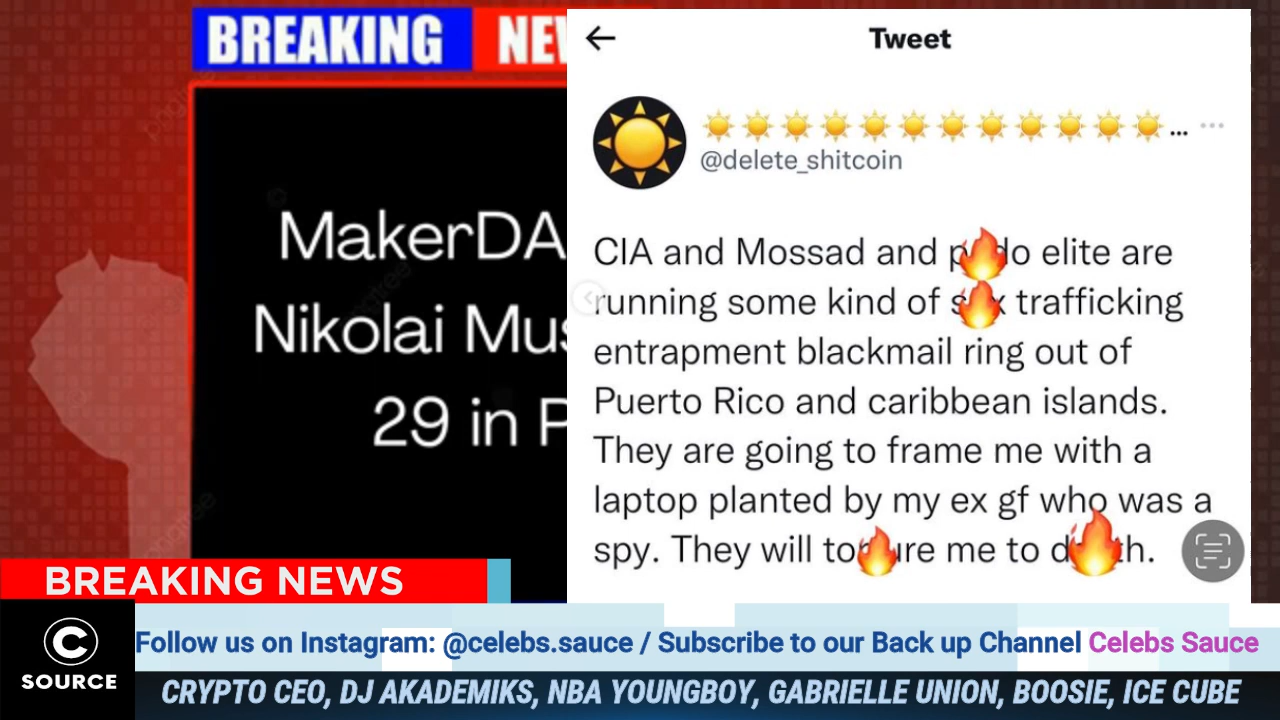 BREAKING NEW
MakerDA
Nikolai Mus
29 in P
Tweet
@delete_shitcoin
CIA and Mossad and p🔥do elite are
running some kind of s🔥x trafficking
entrapment blackmail ring out of
Puerto Rico and caribbean islands.
They are going to frame me with a
laptop planted by my ex gf who was a
spy. They will tor🔥ure me to d🔥th.
BREAKING NEWS
C
SOURCE
Follow us on Instagram: @celebs.sauce / Subscribe to our Back up Channel Celebs Sauce
CRYPTO CEO, DJ AKADEMIKS, NBA YOUNGBOY, GABRIELLE UNION, BOOSIE, ICE CUBE